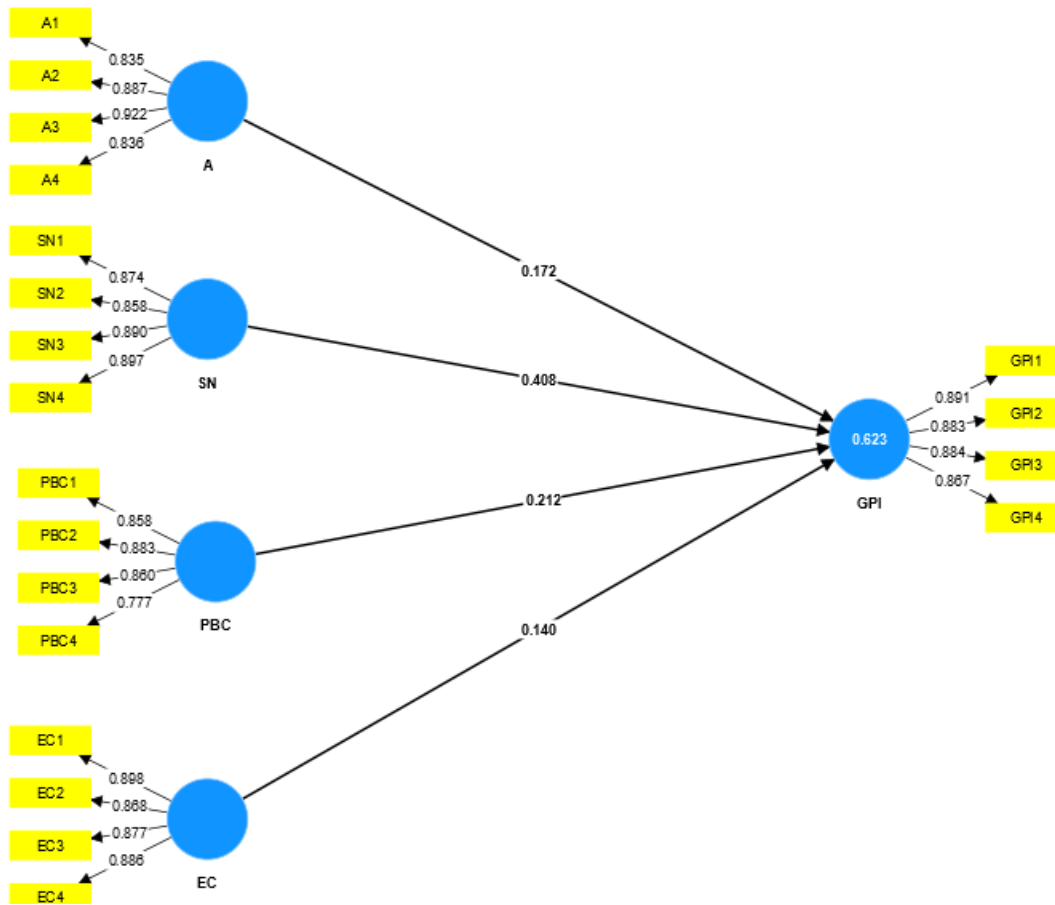 A1
0.835
A2
0.887
A3
0.922
A4
0.836
A
SN1
0.874
SN2
0.858
SN3
0.890
SN4
0.897
SN
PBC1
0.858
PBC2
0.883
PBC3
0.860
PBC4
0.777
PBC
EC1
0.898
EC2
0.868
EC3
0.877
EC4
0.886
EC
0.172
0.408
0.212
0.140
0.623
GPI
GPI1
0.891
GPI2
0.883
GPI3
0.884
GPI4
0.867